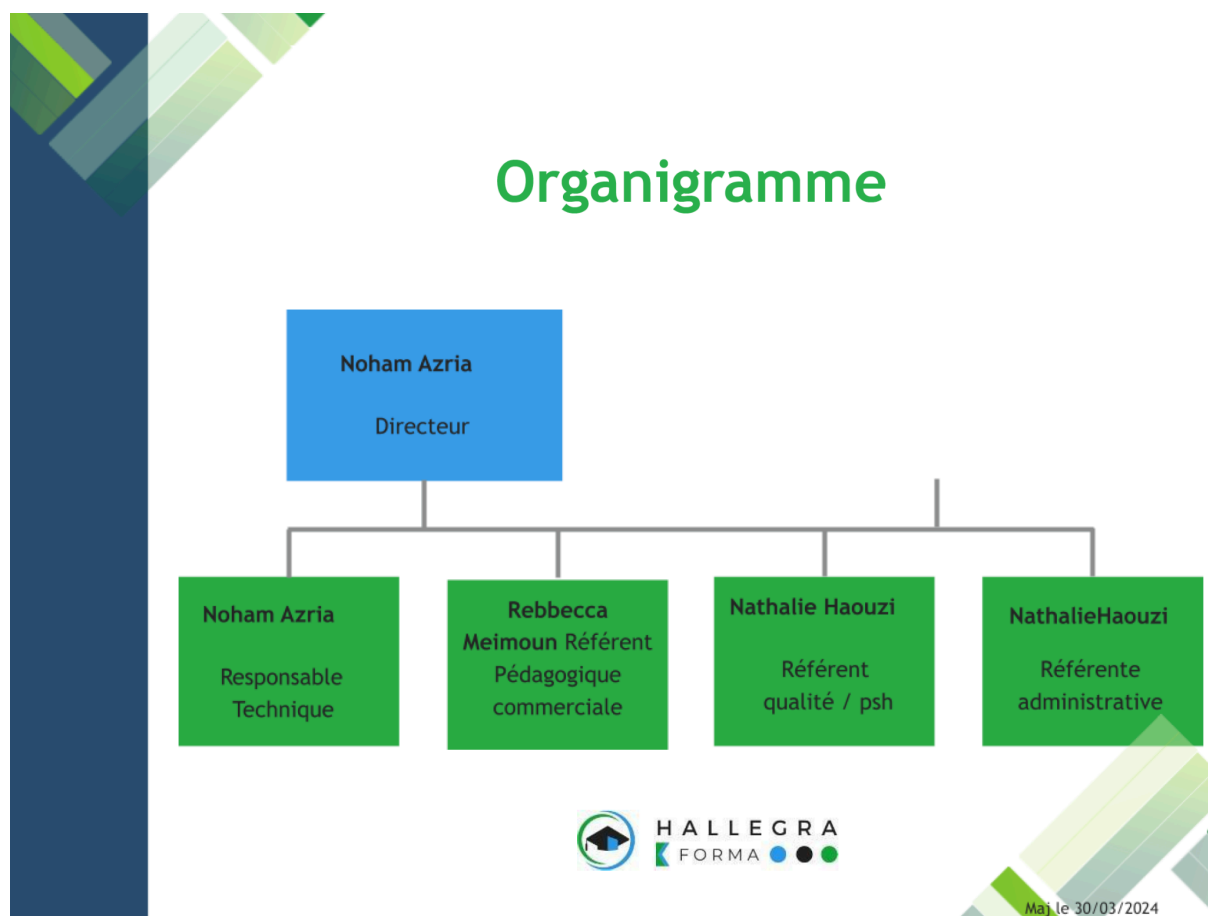 Organigramme
Noham Azria
Directeur
Noham Azria
Responsable
Technique
Rebbecca
Meimoun Référent
Pédagogique
commerciale
Nathalie Haouzi
Référent
qualité / psh
NathalieHaouzi
Référente
administrative
HALLEGRA
FORMA
Maj le 30/03/2024